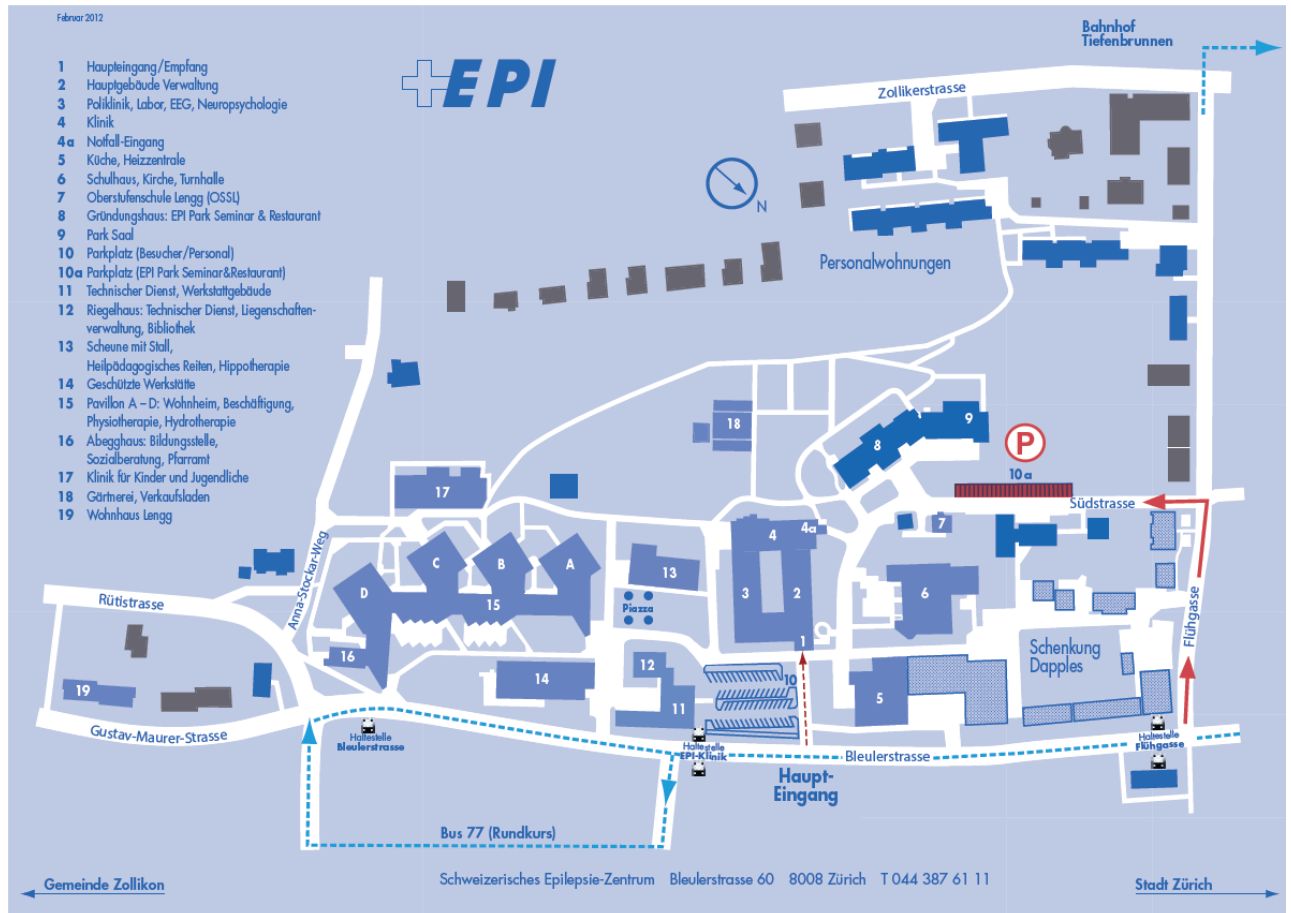 Februar 2012
1 Haupteingang/Empfang
2 Hauptgebäude Verwaltung
3 Poliklinik, Labor, EEG, Neuropsychologie
4 Klinik
4a Notfall-Eingang
5 Küche, Heizzentrale
6 Schulhaus, Kirche, Turnhalle
7 Oberstufenschule Lengg (OSSL)
8 Gründungshaus: EPI Park Seminar & Restaurant
9 Park Saal
10 Parkplatz (Besucher/Personal)
10a Parkplatz (EPI Park Seminar&Restaurant)
11 Technischer Dienst, Werkstattgebäude
12 Riegelhaus: Technischer Dienst, Liegenschaften-
verwaltung, Bibliothek
13 Scheune mit Stall,
Heilpädagogisches Reiten, Hippotherapie
14 Geschützte Werkstätte
15 Pavillon A – D: Wohnheim, Beschäftigung,
Physiotherapie, Hydrotherapie
16 Abegghaus: Bildungsstelle,
Sozialberatung, Pfarramt
17 Klinik für Kinder und Jugendliche
18 Gärtnerei, Verkaufsladen
19 Wohnhaus Lengg
EPI
Bahnhof
Tiefenbrunnen
Zollikerstrasse
N
Personalwohnungen
18
9
8
P
10a
17
Südstrasse
7
4
4a
C
B
A
D
13
3
2
6
15
Piazza
Anna-Stockar-Weg
Rütistrasse
Flühgasse
1
Schenkung
Dapples
16
12
14
10
5
19
11
Gustav-Maurer-Strasse
Haltestelle
Bleulerstrasse
Haltestelle
EPI-Klinik
Haltestelle
Flühgasse
Bleulerstrasse
Haupt-
Eingang
Bus 77 (Rundkurs)
Gemeinde Zollikon
Schweizerisches Epilepsie-Zentrum Bleulerstrasse 60 8008 Zürich T 044 387 61 11
Stadt Zürich